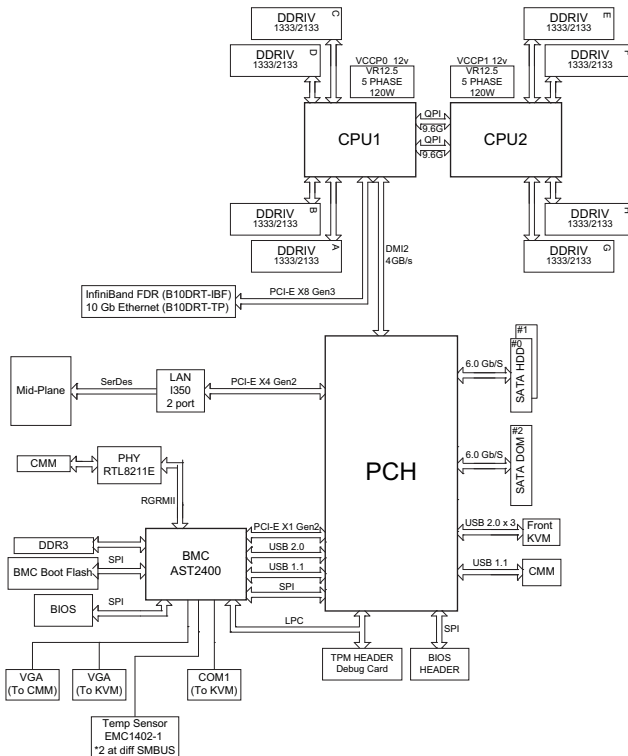 C
DDRIV
1333/2133
D
DDRIV
1333/2133
VCCP0_12v
VR12.5
5 PHASE
120W
VCCP1 12v
VR12.5
5 PHASE
120W
E
DDRIV
1333/2133
F
DDRIV
1333/2133
CPU1
QPI
9.6G
QPI
9.6G
CPU2
B
DDRIV
1333/2133
A
DDRIV
1333/2133
H
DDRIV
1333/2133
G
DDRIV
1333/2133
DMI2
4GB/s
InfiniBand FDR (B10DRT-IBF)
10 Gb Ethernet (B10DRT-TP)
PCI-E X8 Gen3
#1
#0
SATA HDD
6.0 Gb/S
Mid-Plane
SerDes
LAN
I350
2 port
PCI-E X4 Gen2
PCH
6.0 Gb/S
#2
SATA DOM
CMM
PHY
RTL8211E
RGRMII
DDR3
SPI
BMC Boot Flash
BIOS
SPI
BMC
AST2400
PCI-E X1 Gen2
USB 2.0
USB 1.1
SPI
LPC
USB 2.0 x 3
Front
KVM
USB 1.1
CMM
SPI
TPM HEADER
Debug Card
BIOS
HEADER
VGA
(To CMM)
VGA
(To KVM)
COM1
(To KVM)
Temp Sensor
EMC1402-1
*2 at diff SMBUS